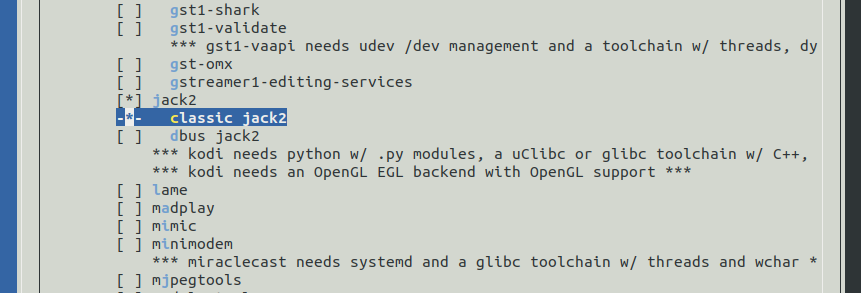 [ ] gst1-shark
[ ] gst1-validate
*** gst1-vaapi needs udev /dev management and a toolchain w/ threads, dy
[ ] gst-omx
[ ] gstreamer1-editing-services
[*] jack2
-*- classic jack2
[ ] dbus jack2
*** kodi needs python w/ .py modules, a uClibc or glibc toolchain w/ C++,
*** kodi needs an OpenGL EGL backend with OpenGL support ***
[ ] lame
[ ] madplay
[ ] mimic
[ ] minimodem
*** miraclecast needs systemd and a glibc toolchain w/ threads and wchar *
[ ] mjpegtools